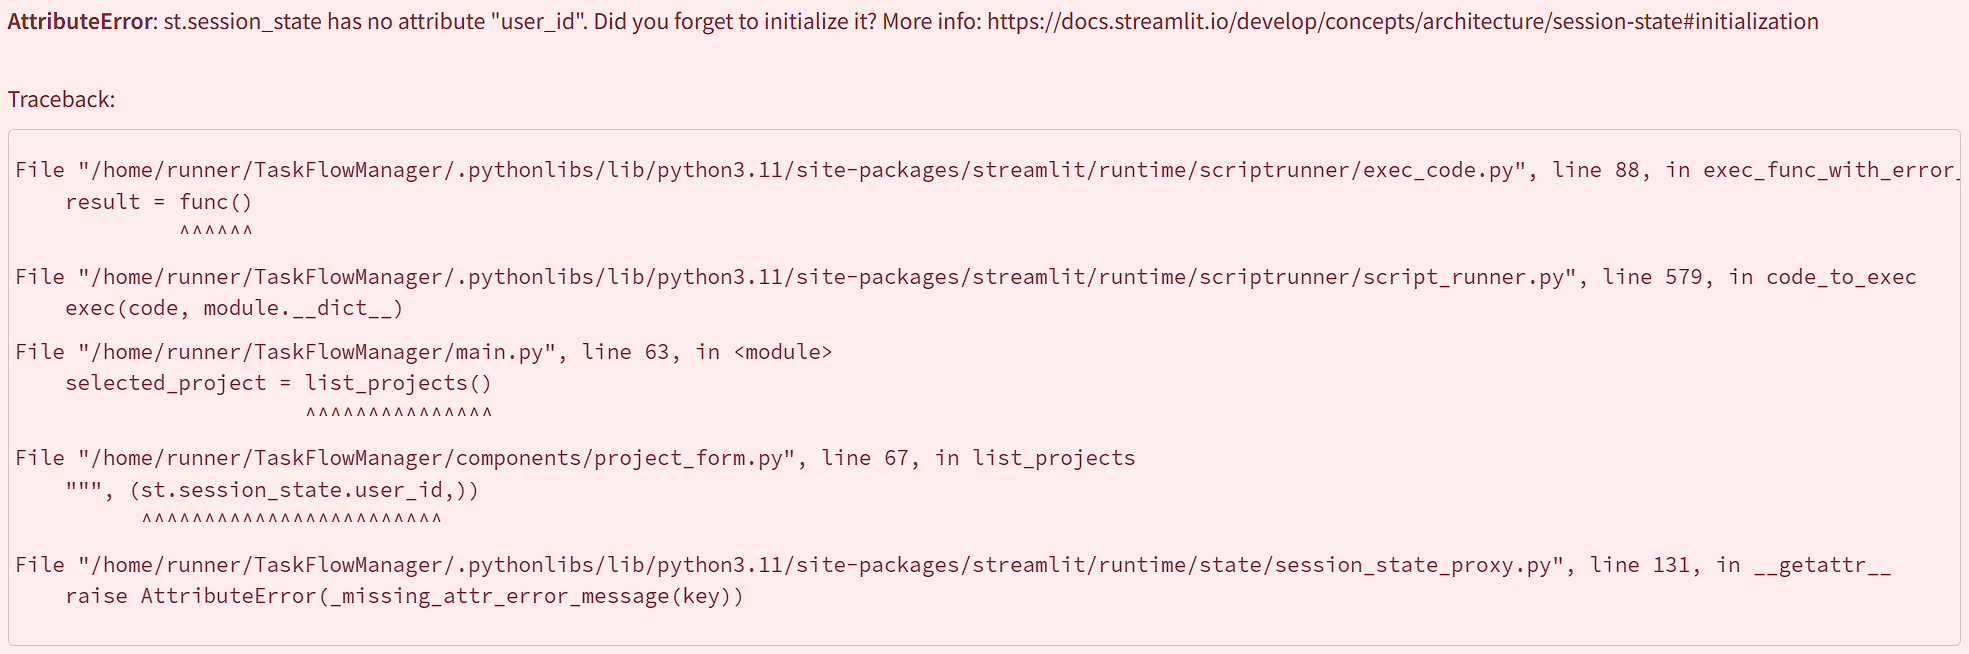 AttributeError: st.session_state has no attribute "user_id". Did you forget to initialize it? More info: https://docs.streamlit.io/develop/concepts/architecture/session-state#initialization
Traceback:
File "/home/runner/TaskFlowManager/.pythonlibs/lib/python3.11/site-packages/streamlit/runtime/scriptrunner/exec_code.py", line 88, in exec_func_with_error_
    result = func()
             ^^^^^^
File "/home/runner/TaskFlowManager/.pythonlibs/lib/python3.11/site-packages/streamlit/runtime/scriptrunner/script_runner.py", line 579, in code_to_exec
    exec(code, module.__dict__)
File "/home/runner/TaskFlowManager/main.py", line 63, in <module>
    selected_project = list_projects()
                       ^^^^^^^^^^^^^^^
File "/home/runner/TaskFlowManager/components/project_form.py", line 67, in list_projects
    """, (st.session_state.user_id,))
          ^^^^^^^^^^^^^^^^^^^^^^^^
File "/home/runner/TaskFlowManager/.pythonlibs/lib/python3.11/site-packages/streamlit/runtime/state/session_state_proxy.py", line 131, in __getattr__
    raise AttributeError(_missing_attr_error_message(key))